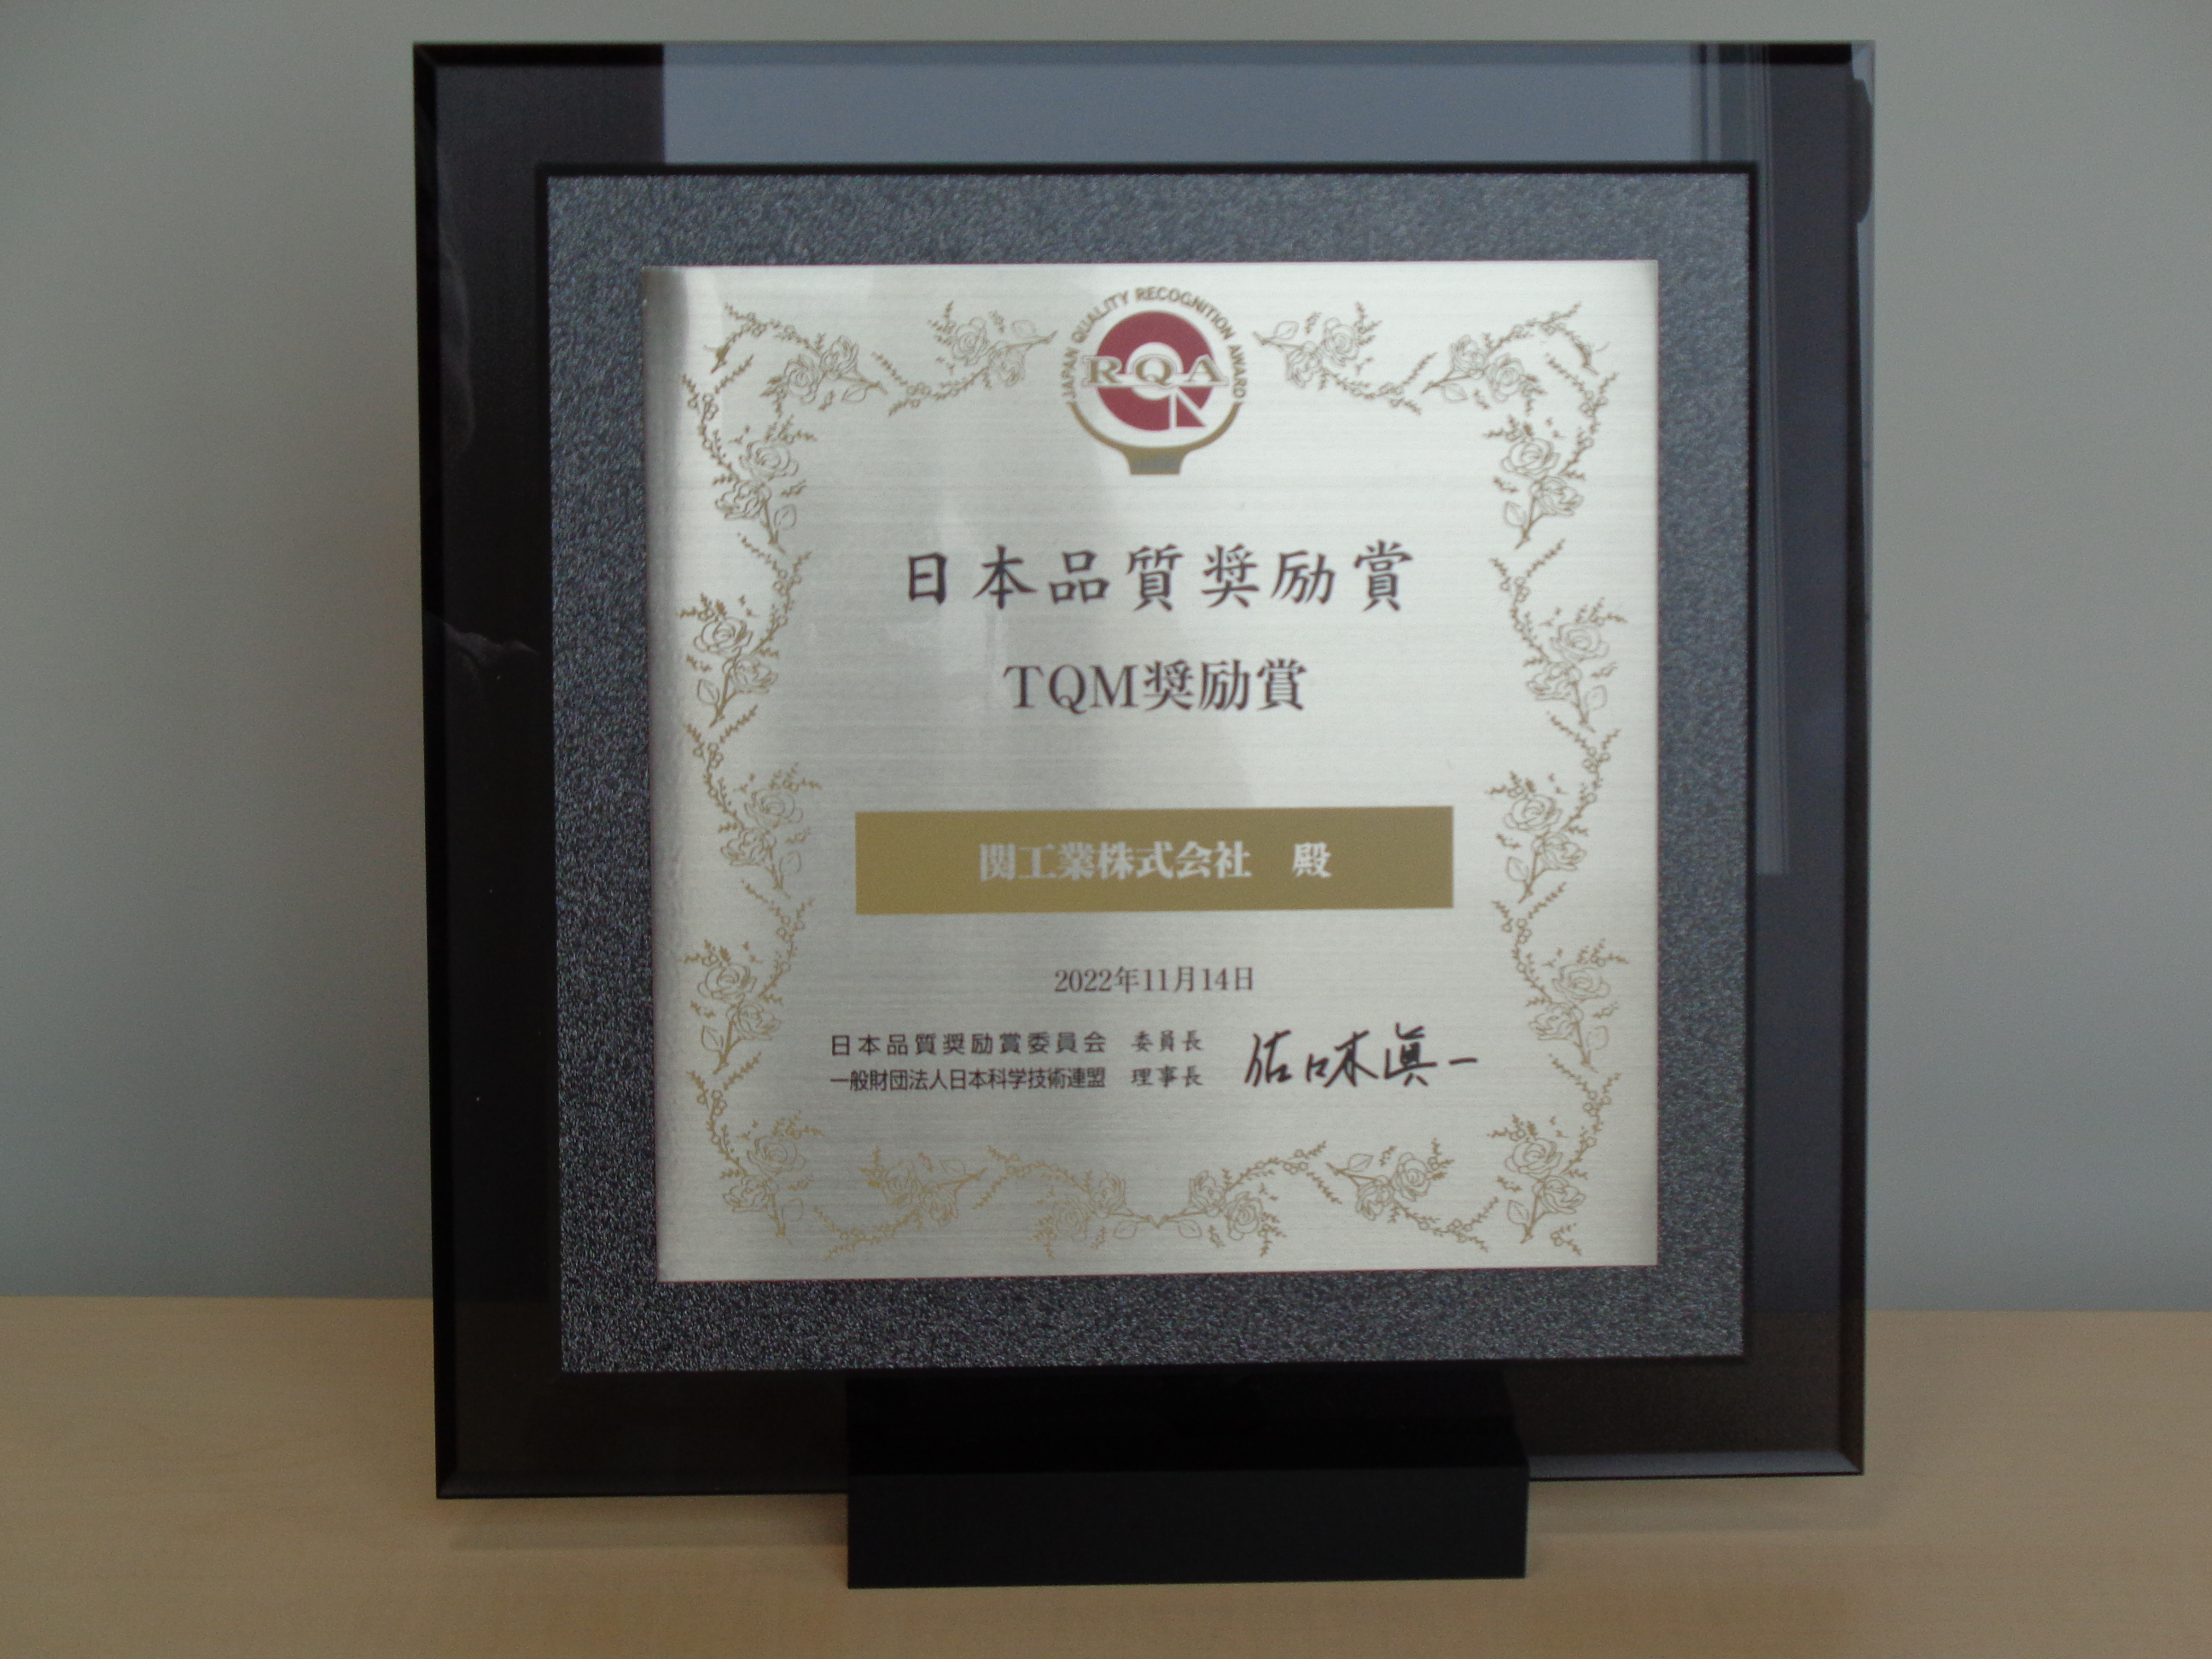 JAPAN QUALITY RECOGNITION AWARD
RQA
日本品質奨励賞
TQM奨励賞
関工業株式会社 殿
2022年11月14日
日本品質奨励賞委員会 委員長
一般財団法人日本科学技術連盟 理事長
佐々木眞一